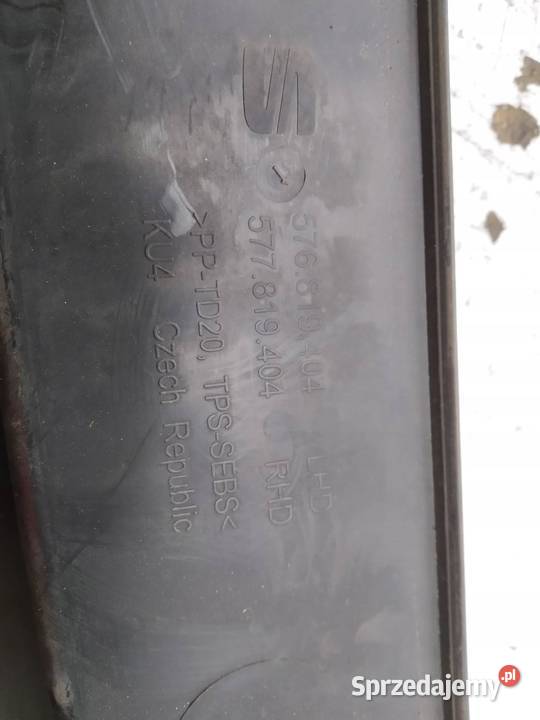 576.819.404 LHD
577.819.404 RHD
>PP-TD20, TPS-SEBS<
KU4 Czech Republic
Sprzedajemy.pl